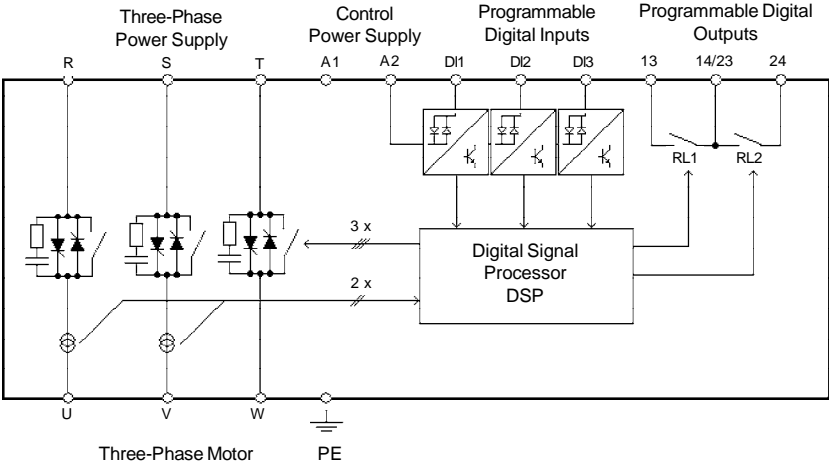 Three-Phase
Power Supply
Control
Power Supply
Programmable
Digital Inputs
Programmable Digital
Outputs
R
S
T
A1
A2
DI1
DI2
DI3
13
14/23
24
RL1
RL2
3 x
2 x
Digital Signal
Processor
DSP
U
V
W
Three-Phase Motor
PE